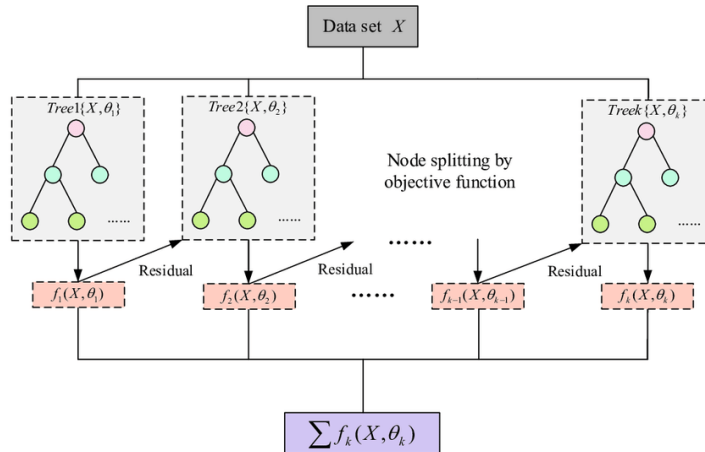 Data set X
Tree1{X,θ₁}
Tree2{X,θ₂}
Treek{X,θₖ}
Node splitting by
objective function
......
......
......
......
Residual
Residual
Residual
f₁(X,θ₁)
f₂(X,θ₂)
......
fₖ₋₁(X,θₖ₋₁)
fₖ(X,θₖ)
∑ fₖ(X,θₖ)